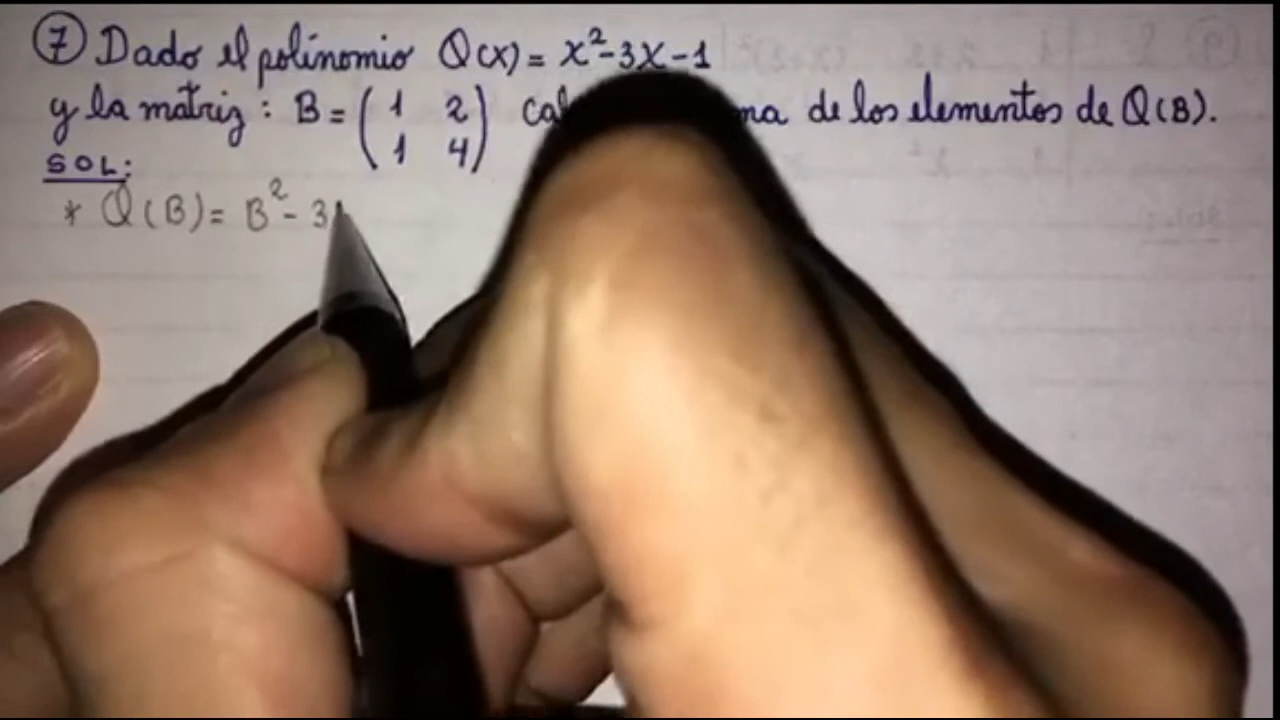 ⑦ Dado el polinomio Q(x) = x²-3x-1
y la matriz: B = (1 2 de los elementos de Q(B).
1 4)
SOL:
* Q(B) = B² - 3